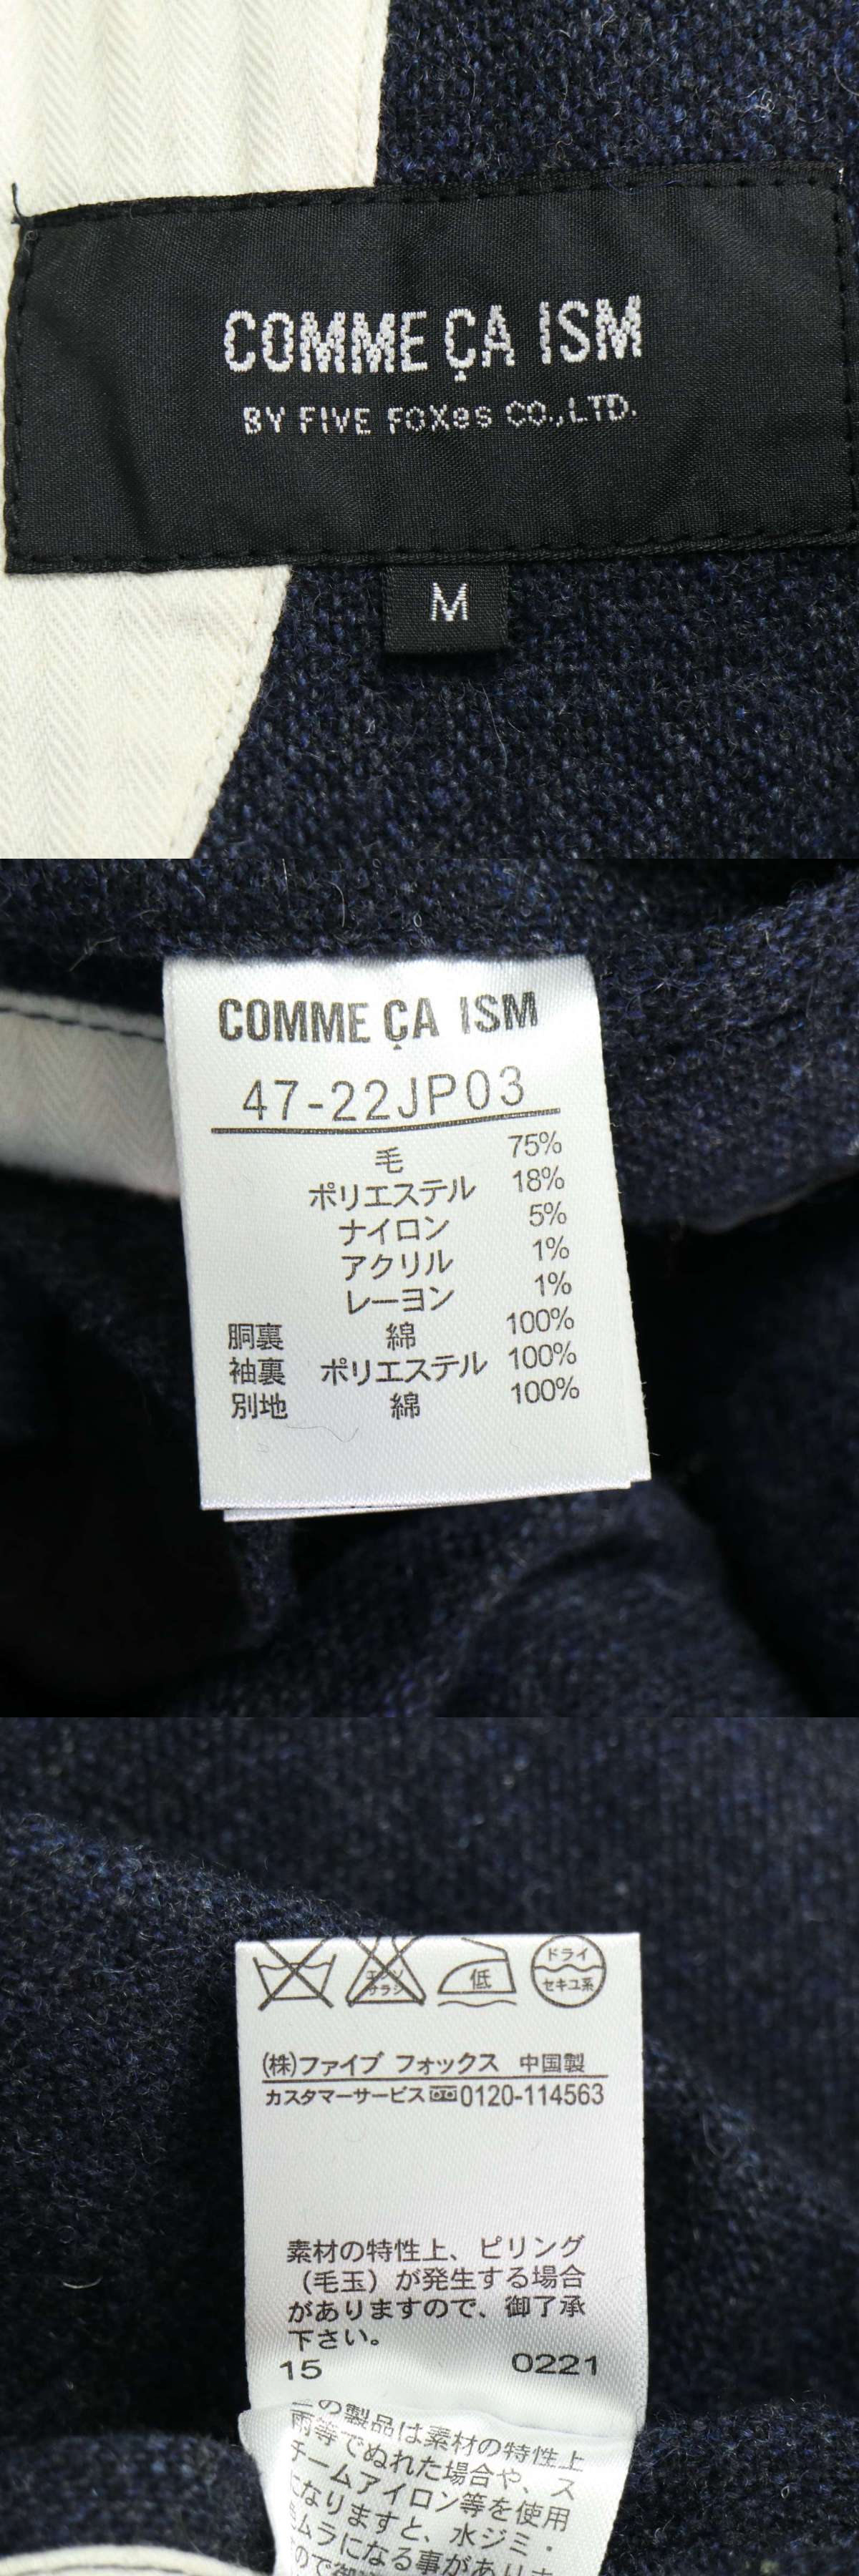 COMME ÇA ISM
BY FIVE FOXes CO.,LTD.
M
COMME ÇA ISM
47-22JP03
毛 75%
ポリエステル 18%
ナイロン 5%
アクリル 1%
レーヨン 1%
胴裏 綿 100%
袖裏 ポリエステル 100%
別地 綿 100%
エンソ
サラシ
低
ドライ
セキユ系
(株)ファイブ フォックス 中国製
カスタマーサービス 0120-114563
素材の特性上、ピリング
（毛玉）が発生する場合
がありますので、御了承
下さい。
15 0221
の製品は素材の特性上
雨等でぬれた場合や、ス
チームアイロン等を使用
になりますと、水ジミ・
ムラになる事があり
ので